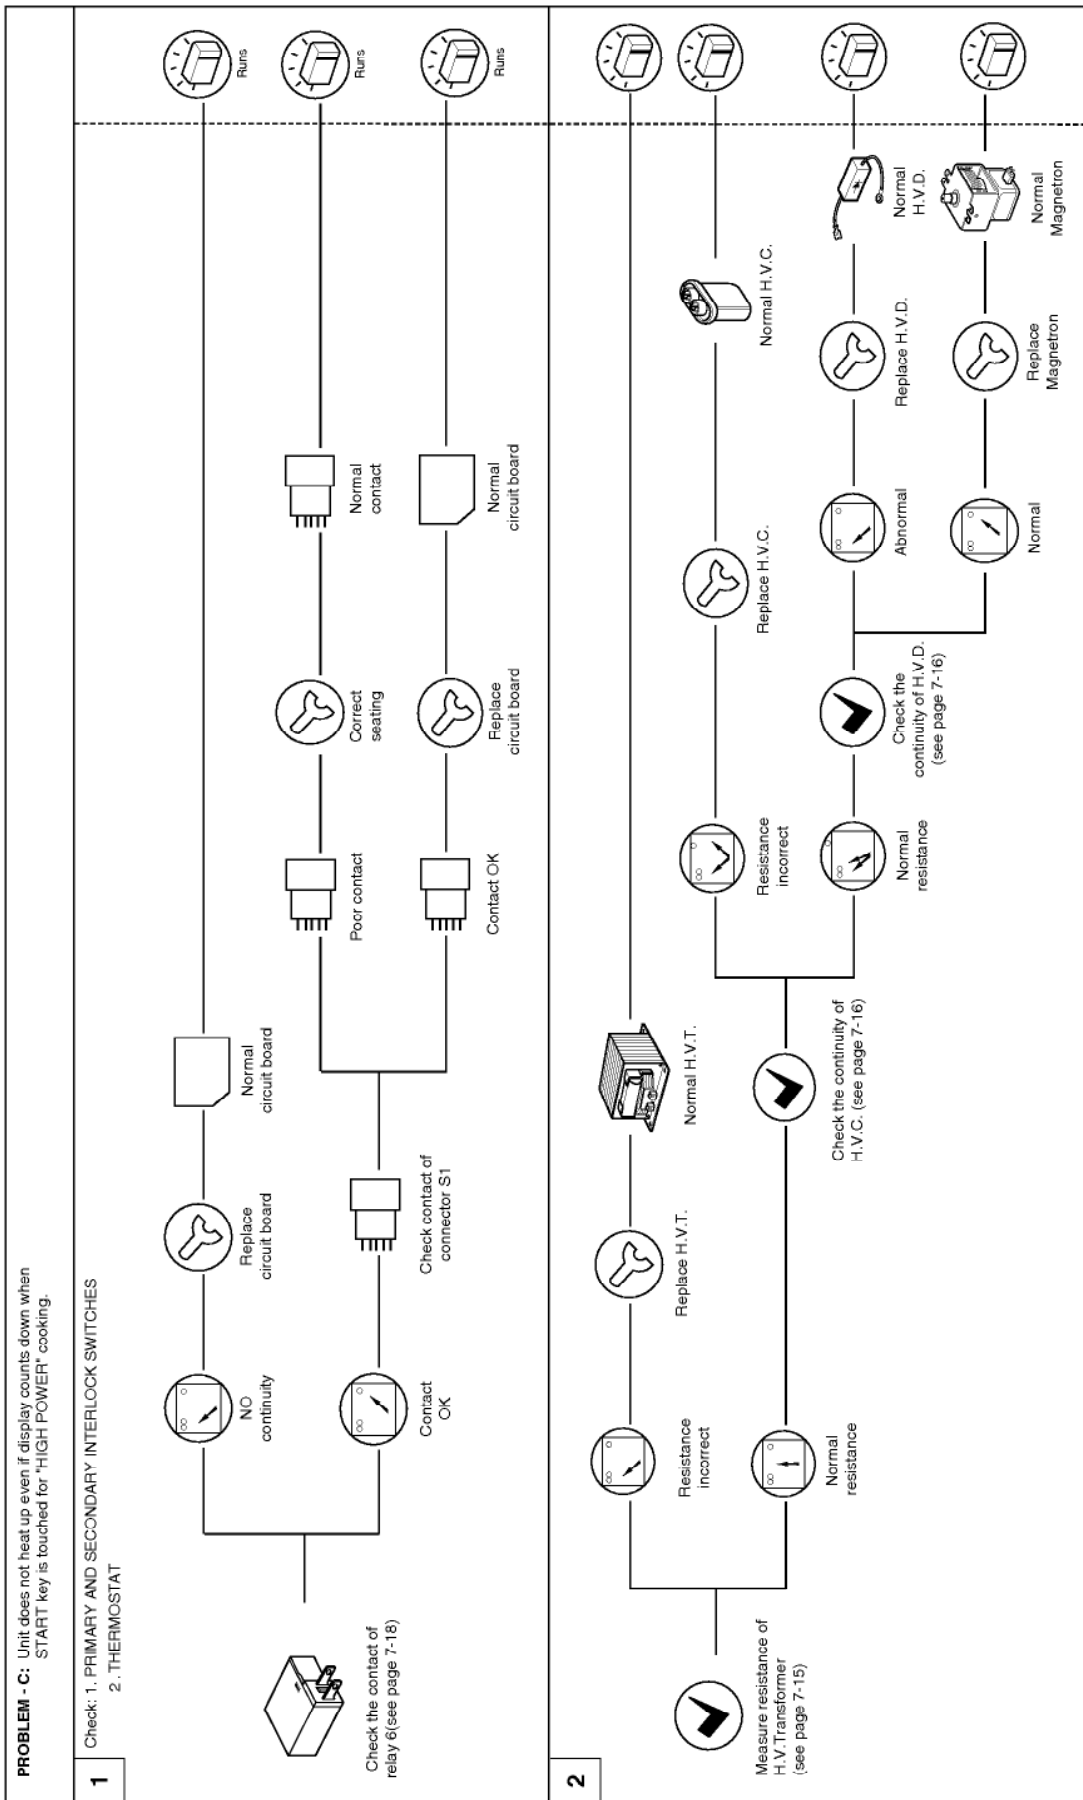 PROBLEM - C: Unit does not heat up even if display counts down when
START key is touched for "HIGH POWER" cooking.
1
Check: 1. PRIMARY AND SECONDARY INTERLOCK SWITCHES
2. THERMOSTAT
Check the contact of
relay 6(see page 7-18)
NO
continuity
Replace
circuit board
Normal
circuit board
Runs
Contact
OK
Check contact of
connector S1
Poor contact
Correct
seating
Normal
contact
Runs
Contact OK
Replace
circuit board
Normal
circuit board
Runs
2
Measure resistance of
H.V.Transformer
(see page 7-15)
Resistance
incorrect
Replace H.V.T.
Normal H.V.T.
Normal
resistance
Check the continuity of
H.V.C. (see page 7-16)
Resistance
incorrect
Replace H.V.C.
Normal H.V.C.
Normal
resistance
Check the
continuity of H.V.D.
(see page 7-16)
Abnormal
Replace H.V.D.
Normal
H.V.D.
Normal
Replace
Magnetron
Normal
Magnetron